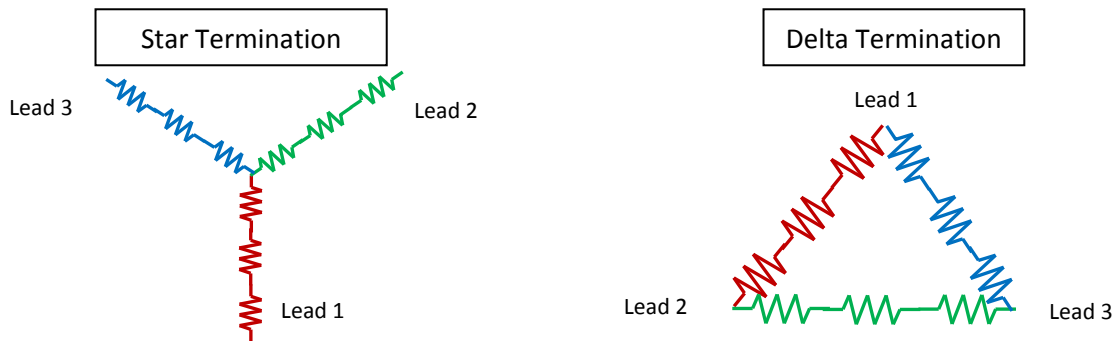 Star Termination
Lead 3
Lead 2
Lead 1
Delta Termination
Lead 1
Lead 2
Lead 3